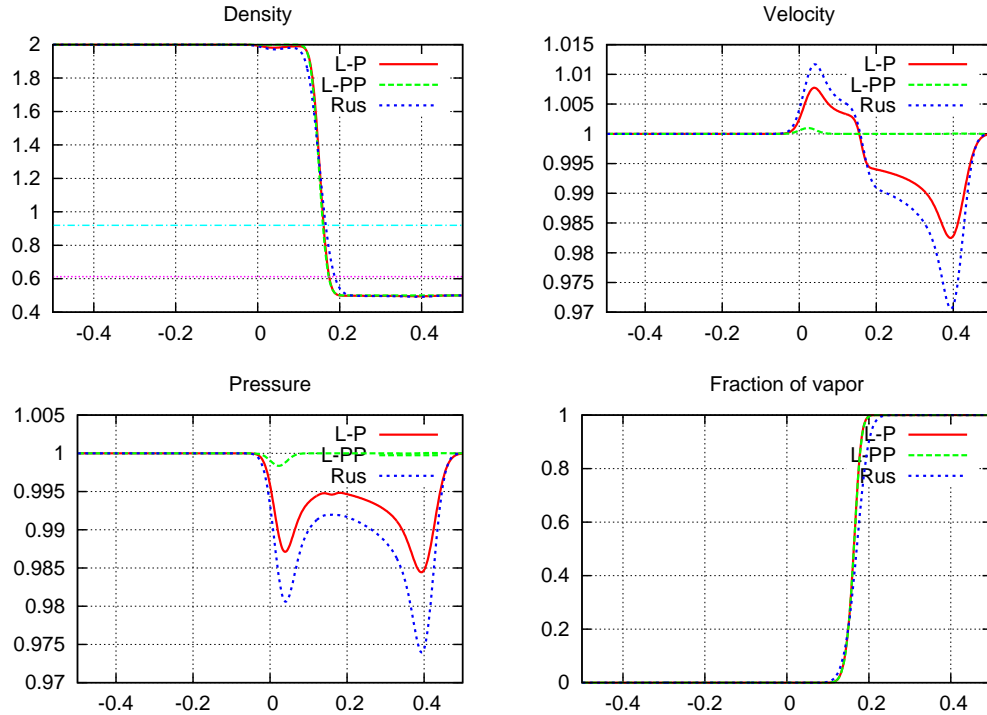 Density
2
1.8
1.6
1.4
1.2
1
0.8
0.6
0.4
-0.4 -0.2 0 0.2 0.4
L-P
L-PP
Rus
Velocity
1.015
1.01
1.005
1
0.995
0.99
0.985
0.98
0.975
0.97
-0.4 -0.2 0 0.2 0.4
L-P
L-PP
Rus
Pressure
1.005
1
0.995
0.99
0.985
0.98
0.975
0.97
-0.4 -0.2 0 0.2 0.4
L-P
L-PP
Rus
Fraction of vapor
1
0.8
0.6
0.4
0.2
0
-0.4 -0.2 0 0.2 0.4
L-P
L-PP
Rus